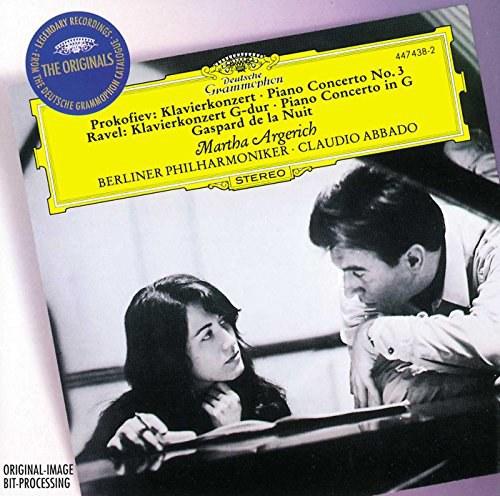 LEGENDARY RECORDINGS
THE ORIGINALS
FROM THE DEUTSCHE GRAMMOPHON CATALOGUE
447 438-2
Deutsche
Grammophon
Prokofiev: Klavierkonzert · Piano Concerto No. 3
Ravel: Klavierkonzert G-dur · Piano Concerto in G
Gaspard de la Nuit
Martha Argerich
BERLINER PHILHARMONIKER · CLAUDIO ABBADO
STEREO
ORIGINAL-IMAGE
BIT-PROCESSING